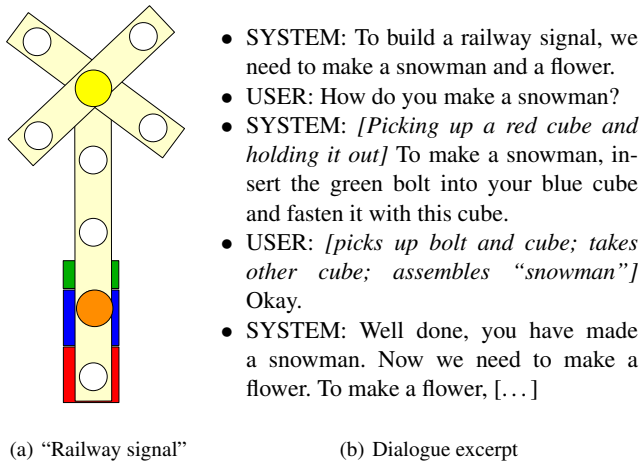 • SYSTEM: To build a railway signal, we
need to make a snowman and a flower.
• USER: How do you make a snowman?
• SYSTEM: [Picking up a red cube and
holding it out] To make a snowman, in-
sert the green bolt into your blue cube
and fasten it with this cube.
• USER: [picks up bolt and cube; takes
other cube; assembles “snowman”]
Okay.
• SYSTEM: Well done, you have made
a snowman. Now we need to make a
flower. To make a flower, [...]
(a) “Railway signal”
(b) Dialogue excerpt